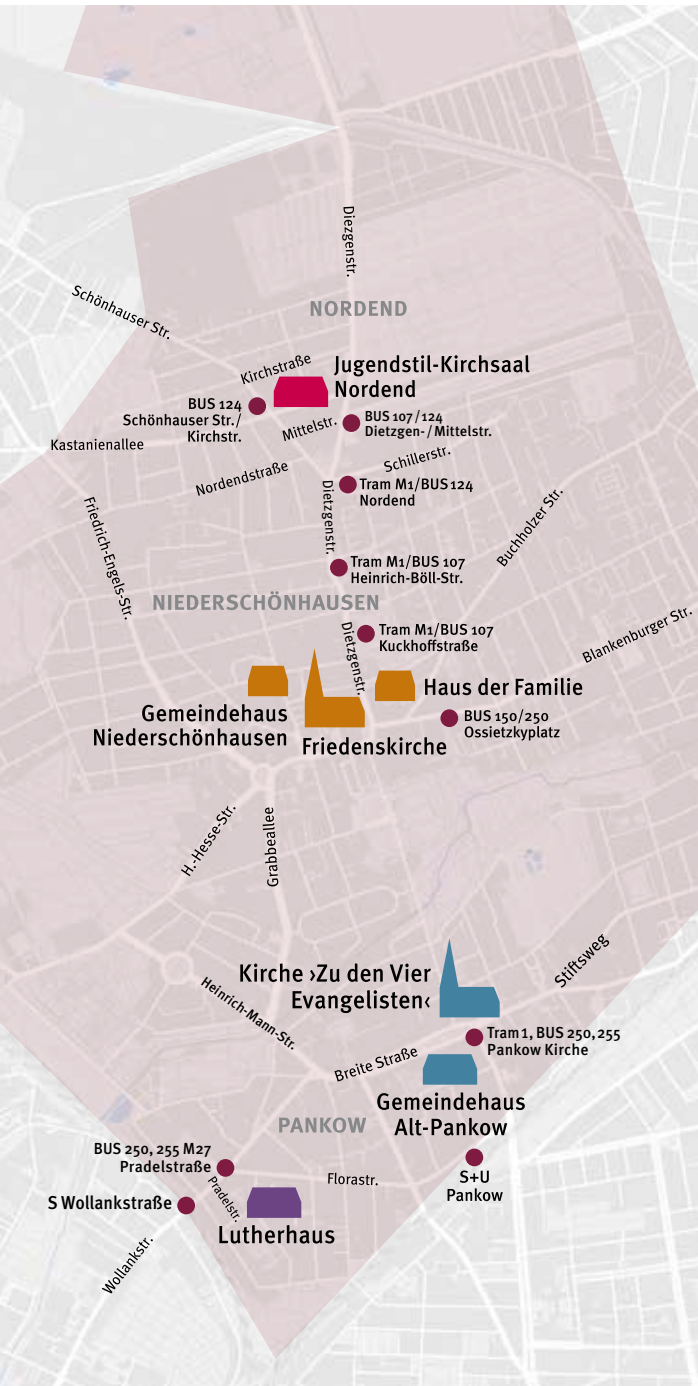 Diezgenstr.
Schönhauser Str.
NORDEND
Kirchstraße
Jugendstil-Kirchsaal
Nordend
BUS 124
Schönhauser Str./
Kirchstr.
BUS 107/124
Dietzgen-/Mittelstr.
Mittelstr.
Kastanienallee
Schillerstr.
Nordendstraße
Tram M1/BUS 124
Nordend
Dietzgenstr.
Friedrich-Engels-Str.
Buchholzer Str.
Tram M1/BUS 107
Heinrich-Böll-Str.
NIEDERSCHÖNHAUSEN
Tram M1/BUS 107
Kuckhoffstraße
Dietzgenstr.
Blankenburger Str.
Haus der Familie
Gemeindehaus
Niederschönhausen
Friedenskirche
BUS 150/250
Ossietzkyplatz
H.-Hesse-Str.
Grabbeallee
Stiftsweg
Kirche ›Zu den Vier
Evangelisten‹
Heinrich-Mann-Str.
Tram 1, BUS 250, 255
Pankow Kirche
Breite Straße
Gemeindehaus
Alt-Pankow
PANKOW
BUS 250, 255 M27
Pradelstraße
S+U
Pankow
Florastr.
Pradelstr.
S Wollankstraße
Lutherhaus
Wollankstr.